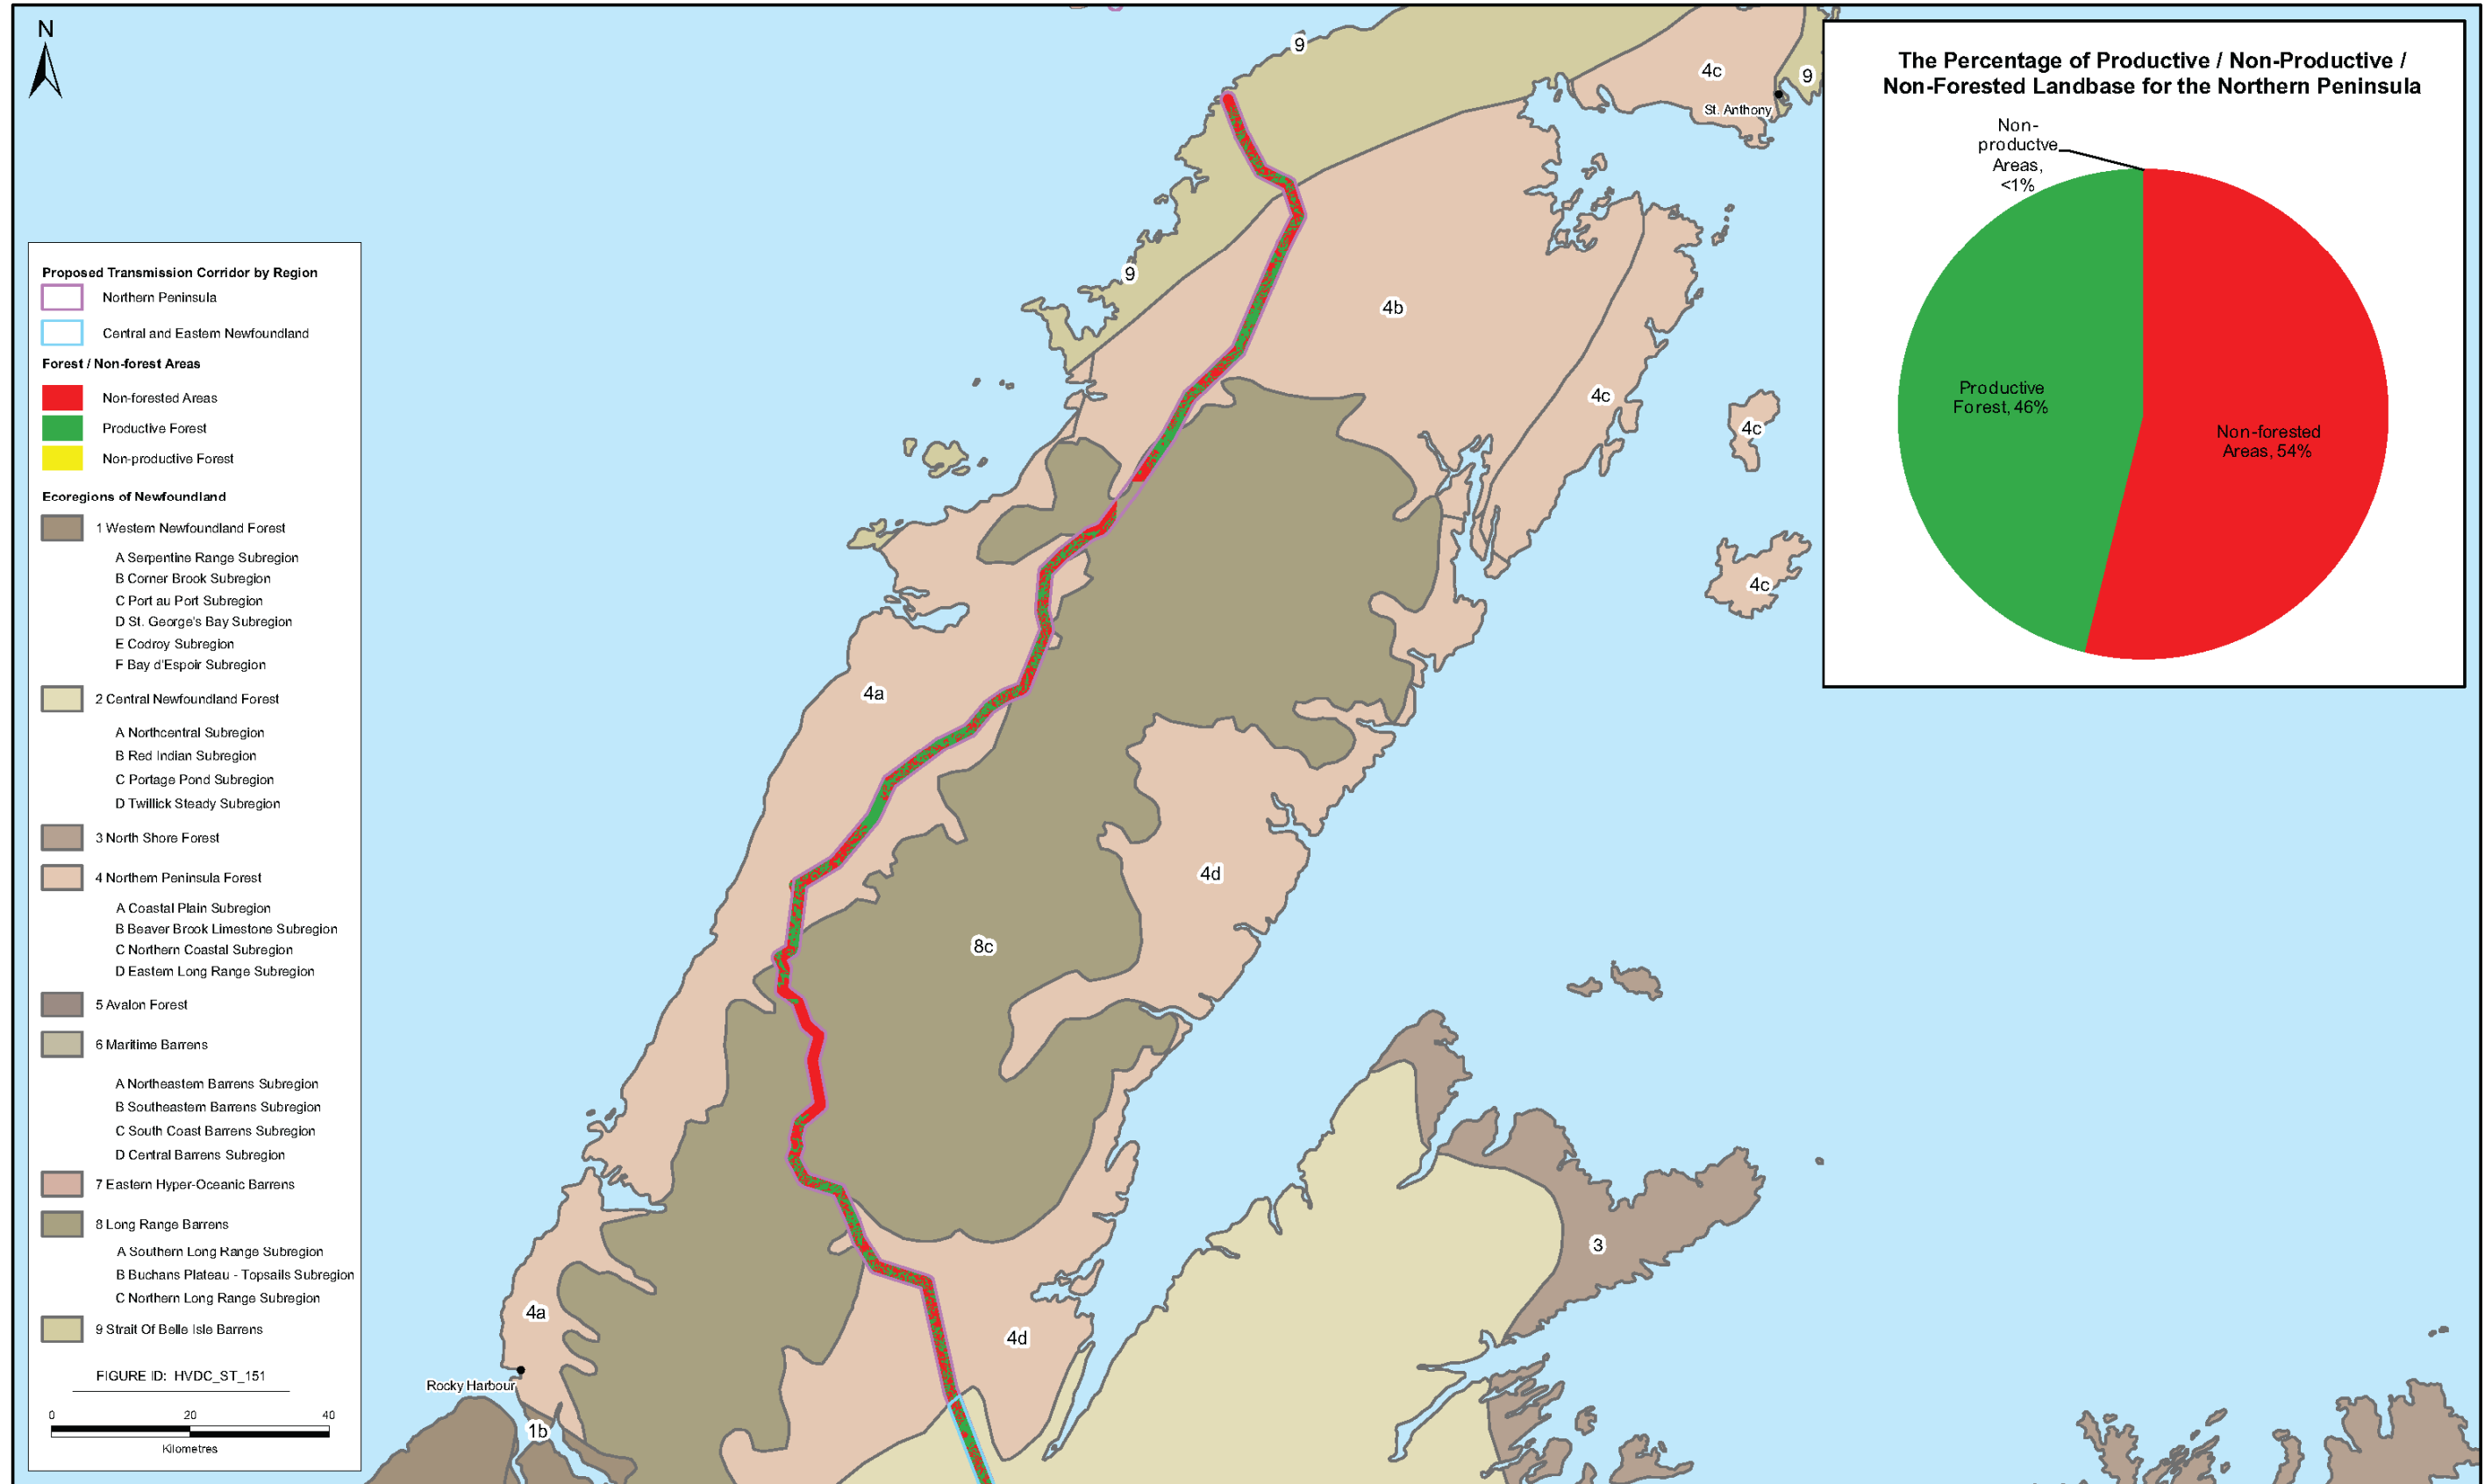 N
Proposed Transmission Corridor by Region
Northern Peninsula
Central and Eastern Newfoundland
Forest / Non-forest Areas
Non-forested Areas
Productive Forest
Non-productive Forest
Ecoregions of Newfoundland
1 Western Newfoundland Forest
A Serpentine Range Subregion
B Corner Brook Subregion
C Port au Port Subregion
D St. George's Bay Subregion
E Codroy Subregion
F Bay d'Espoir Subregion
2 Central Newfoundland Forest
A Northcentral Subregion
B Red Indian Subregion
C Portage Pond Subregion
D Twillick Steady Subregion
3 North Shore Forest
4 Northern Peninsula Forest
A Coastal Plain Subregion
B Beaver Brook Limestone Subregion
C Northern Coastal Subregion
D Eastern Long Range Subregion
5 Avalon Forest
6 Maritime Barrens
A Northeastern Barrens Subregion
B Southeastern Barrens Subregion
C South Coast Barrens Subregion
D Central Barrens Subregion
7 Eastern Hyper-Oceanic Barrens
8 Long Range Barrens
A Southern Long Range Subregion
B Buchans Plateau - Topsails Subregion
C Northern Long Range Subregion
9 Strait Of Belle Isle Barrens
FIGURE ID: HVDC_ST_151
0 20 40
Kilometres
9
4c
9
St. Anthony
9
4b
4c
4c
4c
4a
4d
8c
3
4a
4d
Rocky Harbour
1b
The Percentage of Productive / Non-Productive /
Non-Forested Landbase for the Northern Peninsula
Non-
productve
Areas,
<1%
Productive
Forest, 46%
Non-forested
Areas, 54%